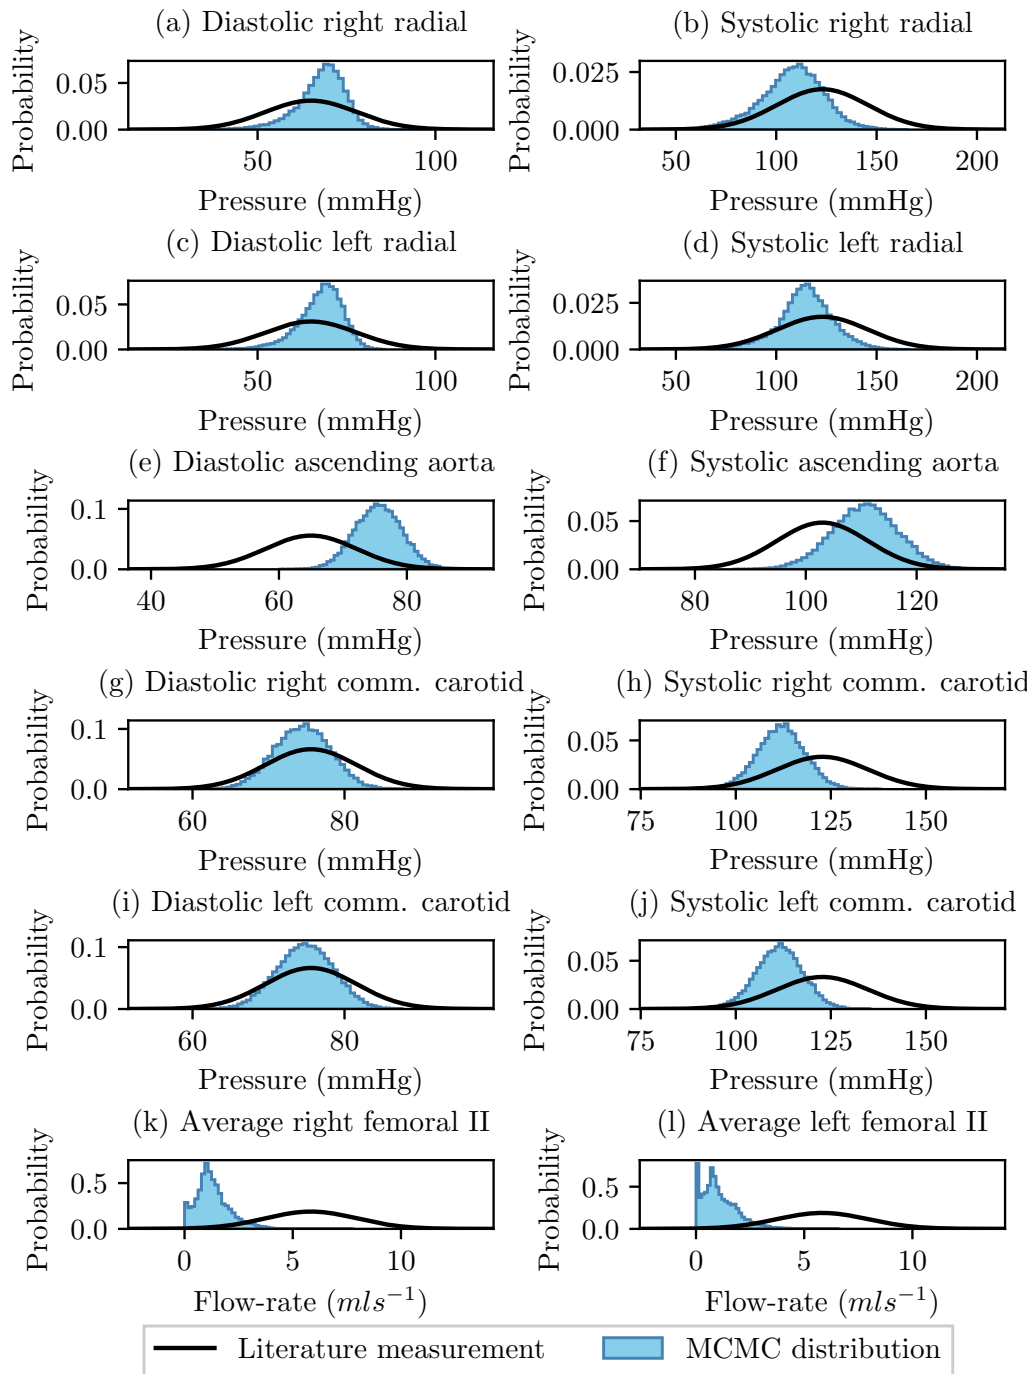 (a) Diastolic right radial
(b) Systolic right radial
Probability
0.05
0.00
50
100
Pressure (mmHg)
Probability
0.025
0.000
50
100
150
200
Pressure (mmHg)
(c) Diastolic left radial
(d) Systolic left radial
Probability
0.05
0.00
50
100
Pressure (mmHg)
Probability
0.025
0.000
50
100
150
200
Pressure (mmHg)
(e) Diastolic ascending aorta
(f) Systolic ascending aorta
Probability
0.1
0.0
40
60
80
Pressure (mmHg)
Probability
0.05
0.00
80
100
120
Pressure (mmHg)
(g) Diastolic right comm. carotid
(h) Systolic right comm. carotid
Probability
0.1
0.0
60
80
Pressure (mmHg)
Probability
0.05
0.00
75
100
125
150
Pressure (mmHg)
(i) Diastolic left comm. carotid
(j) Systolic left comm. carotid
Probability
0.1
0.0
60
80
Pressure (mmHg)
Probability
0.05
0.00
75
100
125
150
Pressure (mmHg)
(k) Average right femoral II
(l) Average left femoral II
Probability
0.5
0.0
0
5
10
Flow-rate (mls⁻¹)
Probability
0.5
0.0
0
5
10
Flow-rate (mls⁻¹)
Literature measurement
MCMC distribution